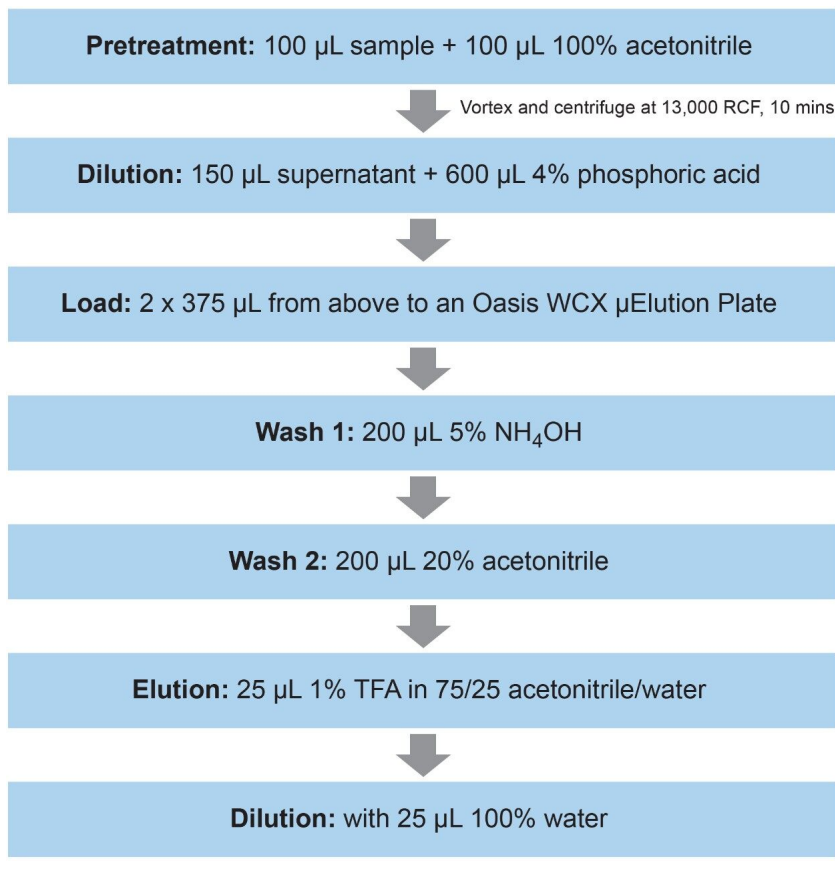 Pretreatment: 100 µL sample + 100 µL 100% acetonitrile
Vortex and centrifuge at 13,000 RCF, 10 mins
Dilution: 150 µL supernatant + 600 µL 4% phosphoric acid
Load: 2 x 375 µL from above to an Oasis WCX µElution Plate
Wash 1: 200 µL 5% NH₄OH
Wash 2: 200 µL 20% acetonitrile
Elution: 25 µL 1% TFA in 75/25 acetonitrile/water
Dilution: with 25 µL 100% water